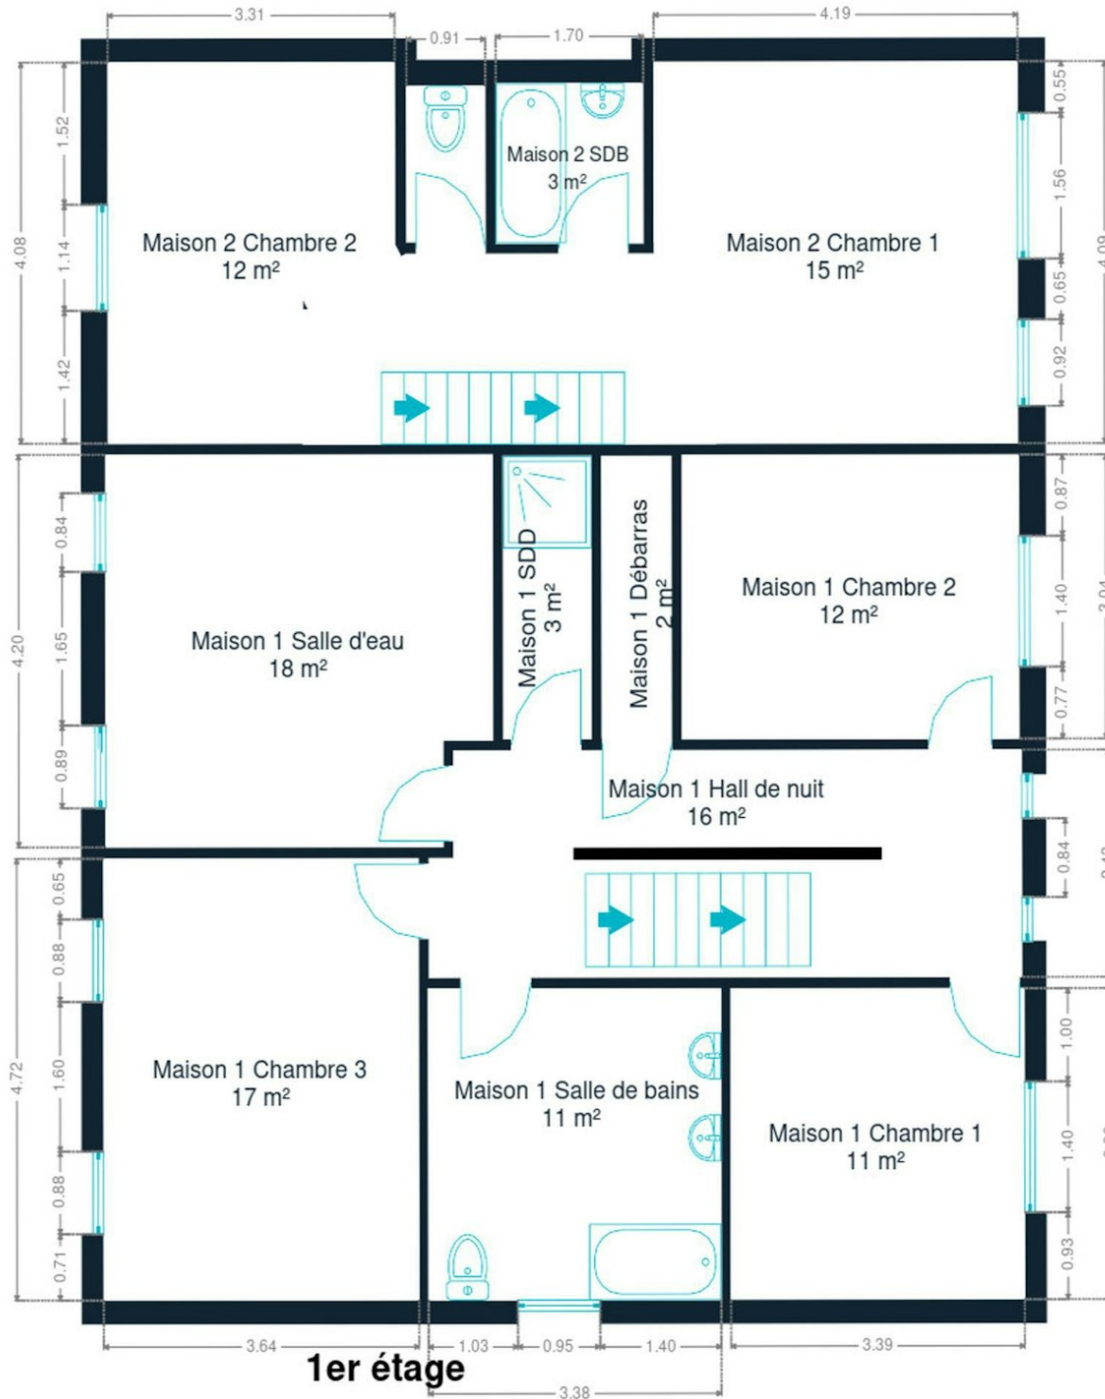 3.31
0.91
1.70
4.19
4.08
1.52
1.14
1.42
0.55
1.56
0.65
0.92
4.09
Maison 2 SDB
3 m²
Maison 2 Chambre 2
12 m²
Maison 2 Chambre 1
15 m²
4.20
0.84
1.65
0.89
0.87
1.40
0.77
3.04
Maison 1 Salle d'eau
18 m²
Maison 1 SDD
3 m²
Maison 1 Débarras
2 m²
Maison 1 Chambre 2
12 m²
Maison 1 Hall de nuit
16 m²
0.84
4.72
0.65
0.88
1.60
0.88
0.71
1.00
1.40
0.93
Maison 1 Chambre 3
17 m²
Maison 1 Salle de bains
11 m²
Maison 1 Chambre 1
11 m²
3.64
1.03
0.95
1.40
3.39
1er étage
3.38